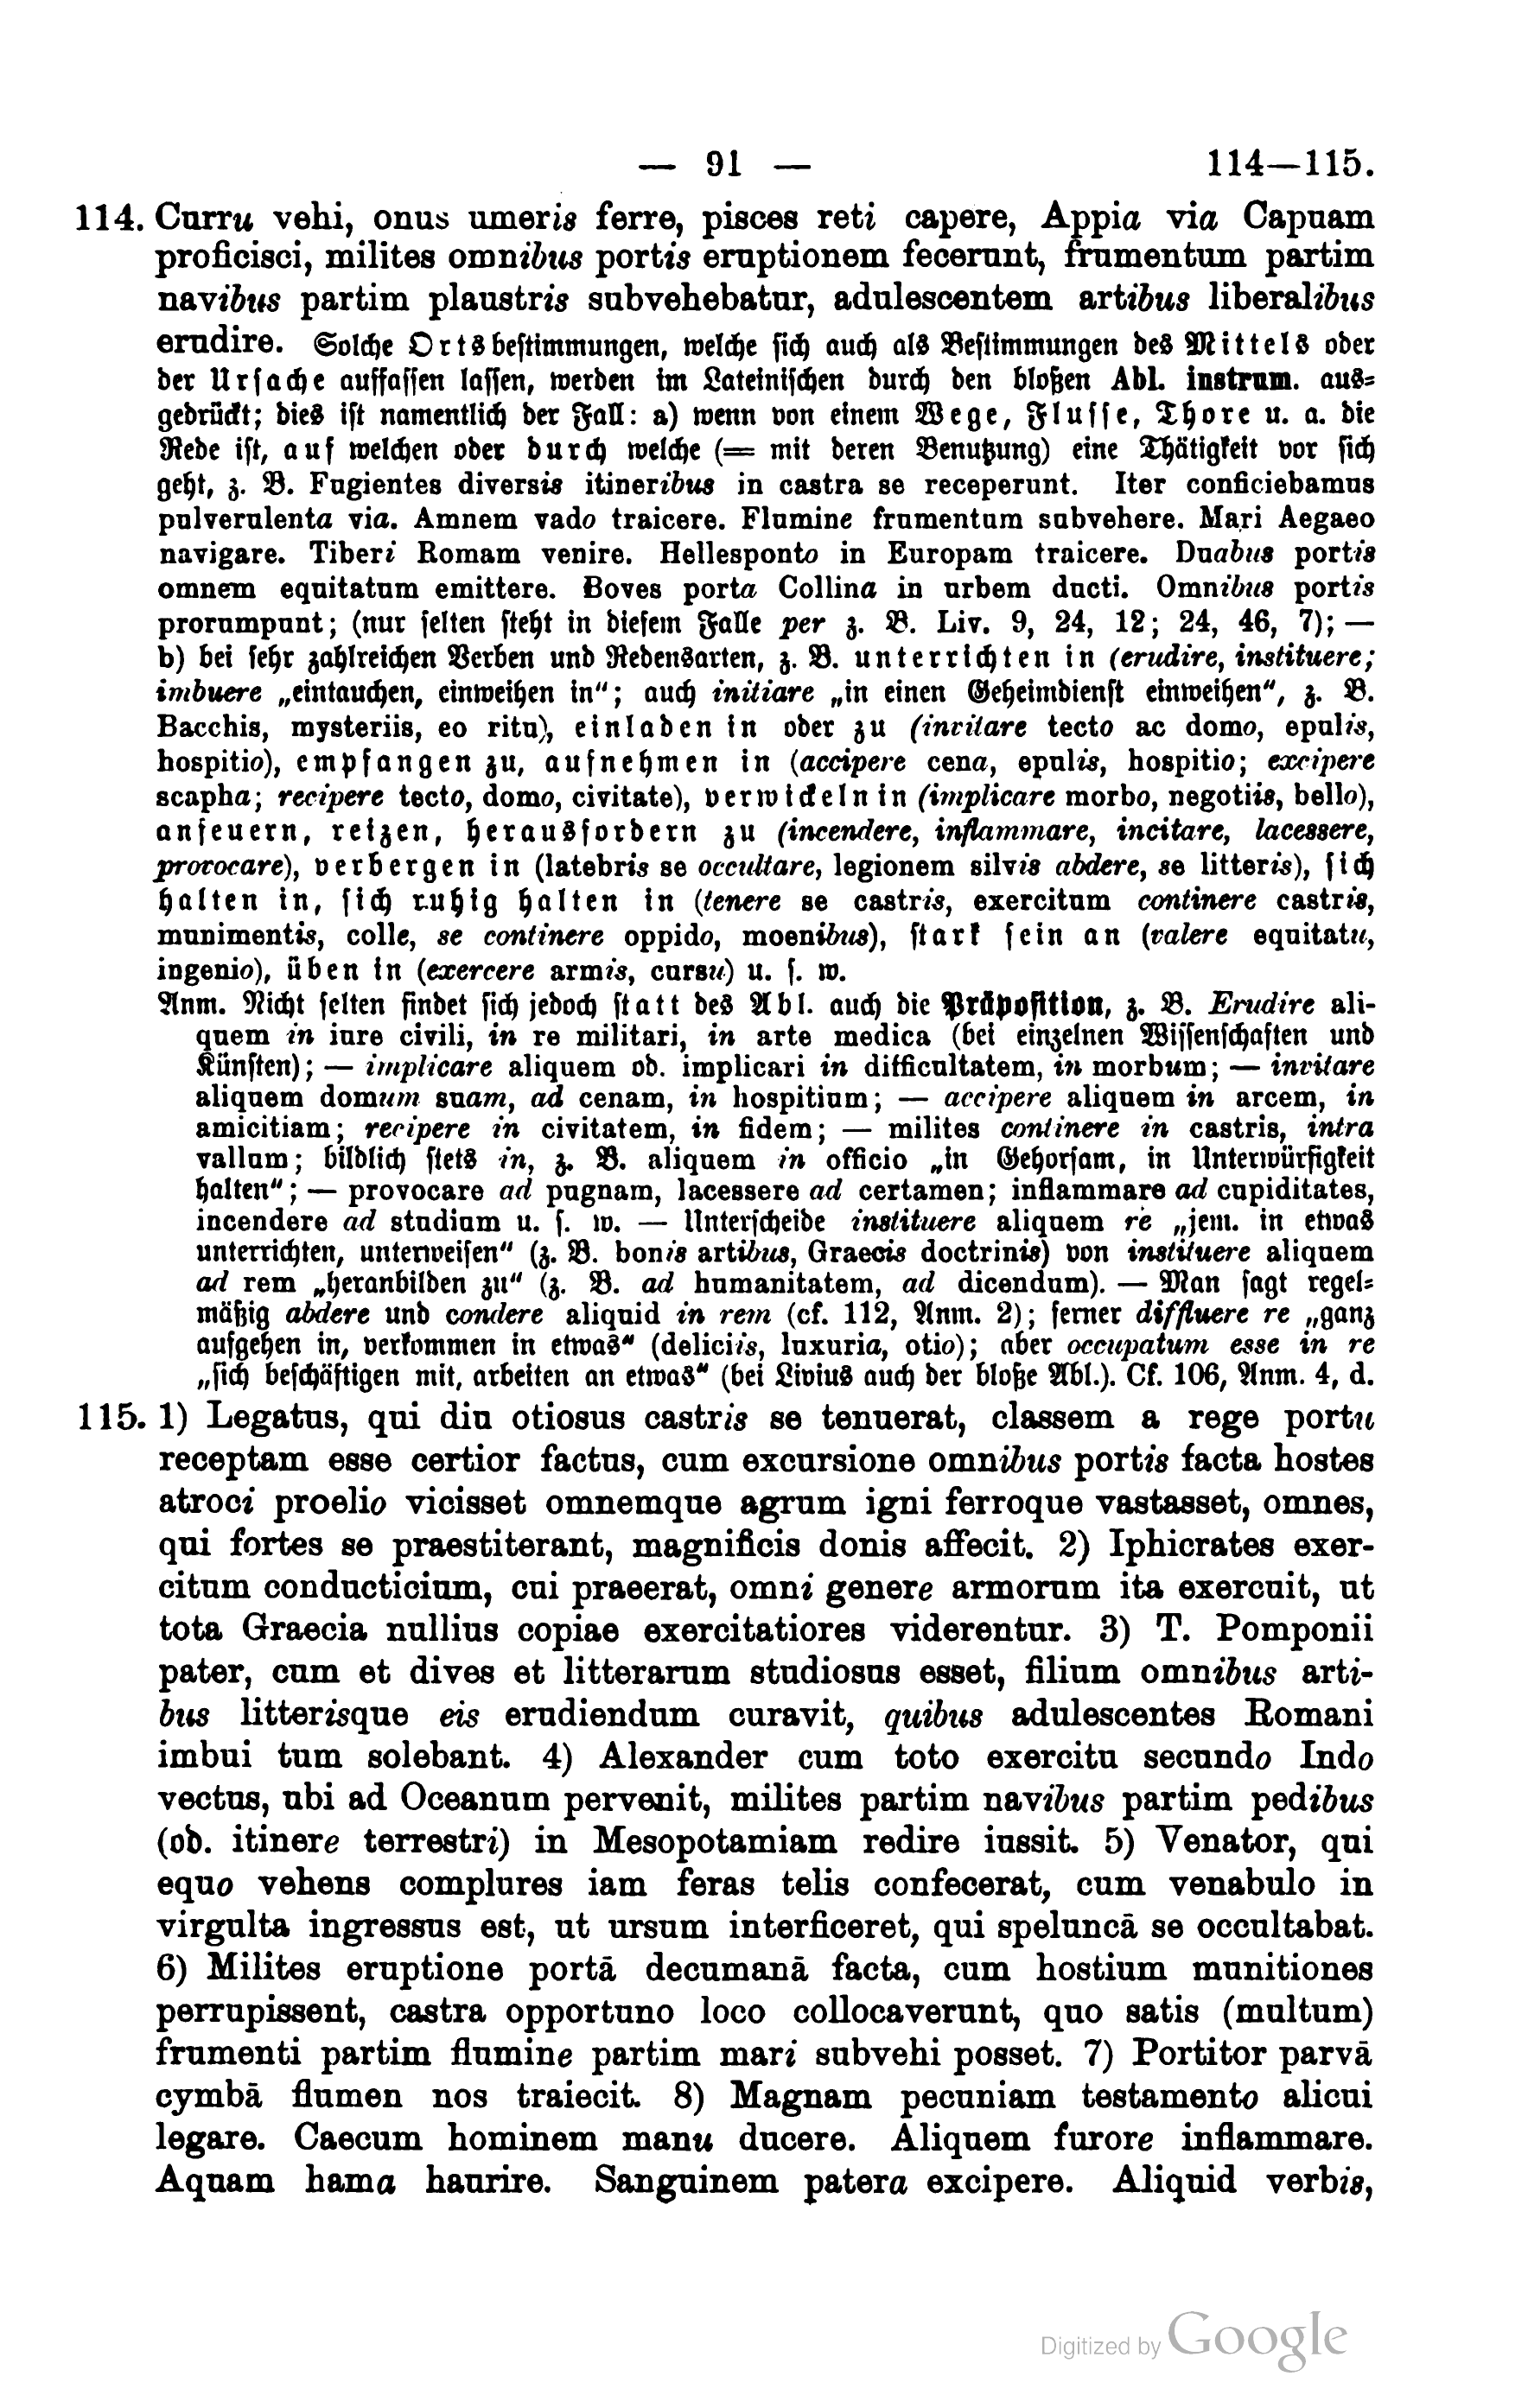 — 91 — 114—115.
114. Curru vehi, onus umeris ferre, pisces reti capere, Appia via Capuam
proficisci, milites omnibus portis eruptionem fecerunt, frumentum partim
navibus partim plaustris subvehebatur, adulescentem artibus liberalibus
erudire. Solche Ortsbestimmungen, welche sich auch als Bestimmungen des Mittels oder
der Ursache auffassen lassen, werden im Lateinischen durch den bloßen Abl. instrum. aus-
gedrückt; dies ist namentlich der Fall: a) wenn von einem Wege, Flusse, Thore u. a. die
Rede ist, auf welchen oder durch welche (= mit deren Benutzung) eine Thätigkeit vor sich
geht, z. B. Fugientes diversis itineribus in castra se receperunt. Iter conficiebamus
pulverulenta via. Amnem vado traicere. Flumine frumentum subvehere. Mari Aegaeo
navigare. Tiberi Romam venire. Hellesponto in Europam traicere. Duabus portis
omnem equitatum emittere. Boves porta Collina in urbem ducti. Omnibus portis
prorumpunt; (nur selten steht in diesem Falle per z. B. Liv. 9, 24, 12; 24, 46, 7); —
b) bei sehr zahlreichen Verben und Redensarten, z. B. unterrichten in (erudire, instituere;
imbuere „eintauchen, einweihen in"; auch initiare „in einen Geheimdienst einweihen", z. B.
Bacchis, mysteriis, eo ritu), einladen in oder zu (invitare tecto ac domo, epulis,
hospitio), empfangen zu, aufnehmen in (accipere cena, epulis, hospitio; excipere
scapha; recipere tecto, domo, civitate), verwickeln in (implicare morbo, negotiis, bello),
anfeuern, reizen, herausfordern zu (incendere, inflammare, incitare, lacessere,
provocare), verbergen in (latebris se occultare, legionem silvis abdere, se litteris), sich
halten in, sich ruhig halten in (tenere se castris, exercitum continere castris,
munimentis, colle, se continere oppido, moenibus), stark sein an (valere equitatu,
ingenio), üben in (exercere armis, cursu) u. s. w.
Anm. Nicht selten findet sich jedoch statt des Abl. auch die Präposition, z. B. Erudire ali-
quem in iure civili, in re militari, in arte medica (bei einzelnen Wissenschaften und
Künsten); — implicare aliquem od. implicari in difficultatem, in morbum; — invitare
aliquem domum suam, ad cenam, in hospitium; — accipere aliquem in arcem, in
amicitiam; recipere in civitatem, in fidem; — milites continere in castris, intra
vallum; bildlich stets in, z. B. aliquem in officio „in Gehorsam, in Unterwürfigkeit
halten"; — provocare ad pugnam, lacessere ad certamen; inflammare ad cupiditates,
incendere ad studium u. s. w. — Unterscheide instituere aliquem re „jem. in etwas
unterrichten, unterweisen" (z. B. bonis artibus, Graecis doctrinis) von instituere aliquem
ad rem „heranbilden zu" (z. B. ad humanitatem, ad dicendum). — Man sagt regel-
mäßig abdere und condere aliquid in rem (cf. 112, Anm. 2); ferner diffluere re „ganz
aufgehen in, verkommen in etwas" (deliciis, luxuria, otio); aber occupatum esse in re
„sich beschäftigen mit, arbeiten an etwas" (bei Livius auch der bloße Abl.). Cf. 106, Anm. 4, d.
115. 1) Legatus, qui diu otiosus castris se tenuerat, classem a rege portu
receptam esse certior factus, cum excursione omnibus portis facta hostes
atroci proelio vicisset omnemque agrum igni ferroque vastasset, omnes,
qui fortes se praestiterant, magnificis donis affecit. 2) Iphicrates exer-
citum conducticium, cui praeerat, omni genere armorum ita exercuit, ut
tota Graecia nullius copiae exercitatiores viderentur. 3) T. Pomponii
pater, cum et dives et litterarum studiosus esset, filium omnibus arti-
bus litterisque eis erudiendum curavit, quibus adulescentes Romani
imbui tum solebant. 4) Alexander cum toto exercitu secundo Indo
vectus, ubi ad Oceanum pervenit, milites partim navibus partim pedibus
(od. itinere terrestri) in Mesopotamiam redire iussit. 5) Venator, qui
equo vehens complures iam feras telis confecerat, cum venabulo in
virgulta ingressus est, ut ursum interficeret, qui speluncā se occultabat.
6) Milites eruptione portā decumanā facta, cum hostium munitiones
perrupissent, castra opportuno loco collocaverunt, quo satis (multum)
frumenti partim flumine partim mari subvehi posset. 7) Portitor parvā
cymbā flumen nos traiecit. 8) Magnam pecuniam testamento alicui
legare. Caecum hominem manu ducere. Aliquem furore inflammare.
Aquam hama haurire. Sanguinem patera excipere. Aliquid verbis,
Digitized by Google